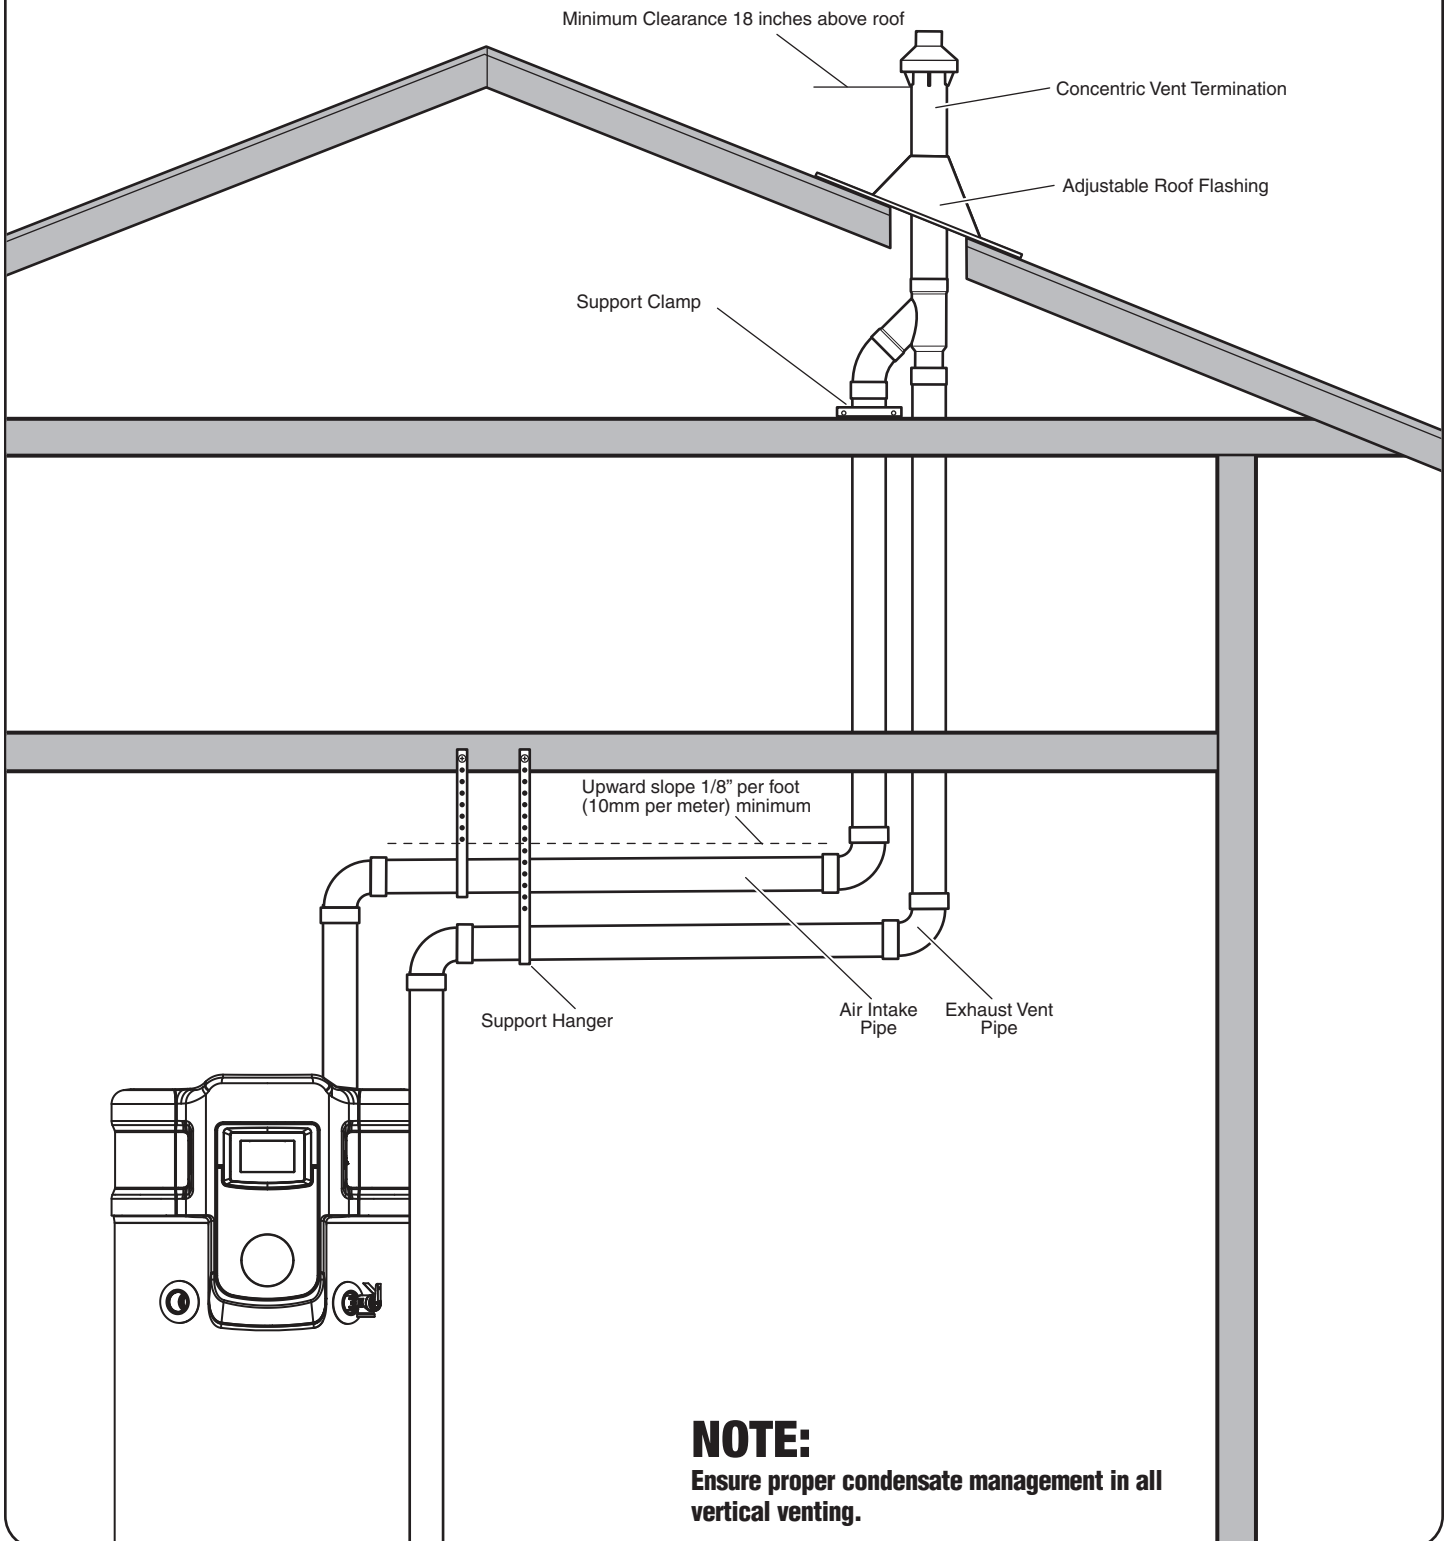 Minimum Clearance 18 inches above roof
Concentric Vent Termination
Adjustable Roof Flashing
Support Clamp
Upward slope 1/8” per foot
(10mm per meter) minimum
Support Hanger
Air Intake
Pipe
Exhaust Vent
Pipe
NOTE:
Ensure proper condensate management in all
vertical venting.